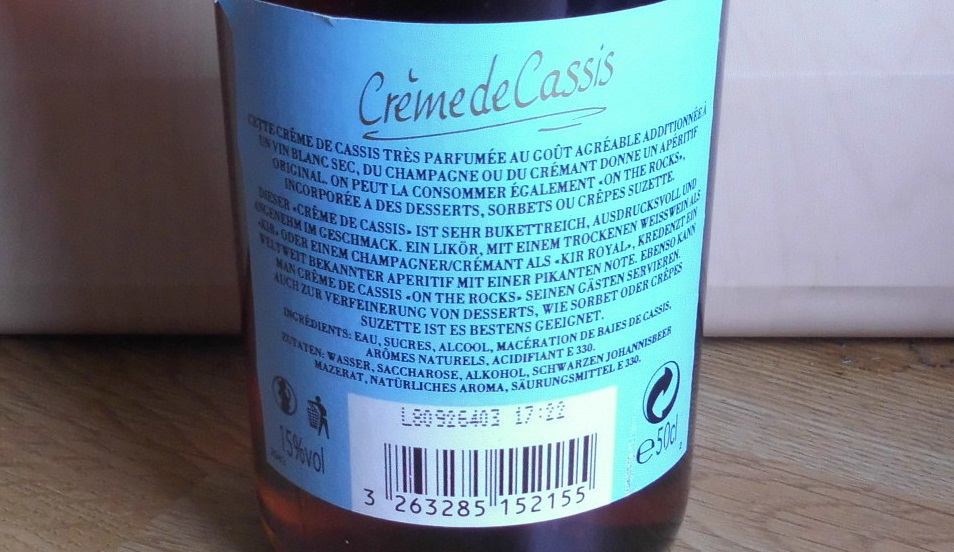 Crème de Cassis
CETTE CRÈME DE CASSIS TRÈS PARFUMÉE AU GOÛT AGRÉABLE ADDITIONNÉE À
UN VIN BLANC SEC, DU CHAMPAGNE OU DU CRÉMANT DONNE UN APÉRITIF
ORIGINAL. ON PEUT LA CONSOMMER ÉGALEMENT «ON THE ROCKS»,
INCORPORÉE A DES DESSERTS, SORBETS OU CRÊPES SUZETTE.
DIESER «CRÈME DE CASSIS» IST SEHR BUKETTREICH, AUSDRUCKSVOLL UND
ANGENEHM IM GESCHMACK. EIN LIKÖR, MIT EINEM TROCKENEN WEISSWEIN ALS
«KIR» ODER EINEM CHAMPAGNER/CRÉMANT ALS «KIR ROYAL», KREDENZT EIN
WELTWEIT BEKANNTER APERITIF MIT EINER PIKANTEN NOTE. EBENSO KANN
MAN CRÈME DE CASSIS «ON THE ROCKS» SEINEN GÄSTEN SERVIEREN.
AUCH ZUR VERFEINERUNG VON DESSERTS, WIE SORBET ODER CRÊPES
SUZETTE IST ES BESTENS GEEIGNET.
INGRÉDIENTS: EAU, SUCRES, ALCOOL, MACÉRATION DE BAIES DE CASSIS,
ARÔMES NATURELS, ACIDIFIANT E 330.
ZUTATEN: WASSER, SACCHAROSE, ALKOHOL, SCHWARZEN JOHANNISBEER
MAZERAT, NATÜRLICHES AROMA, SÄURUNGSMITTEL E 330.
L80926403 17:22
15%vol
e 50cl
2
3 263285 152155